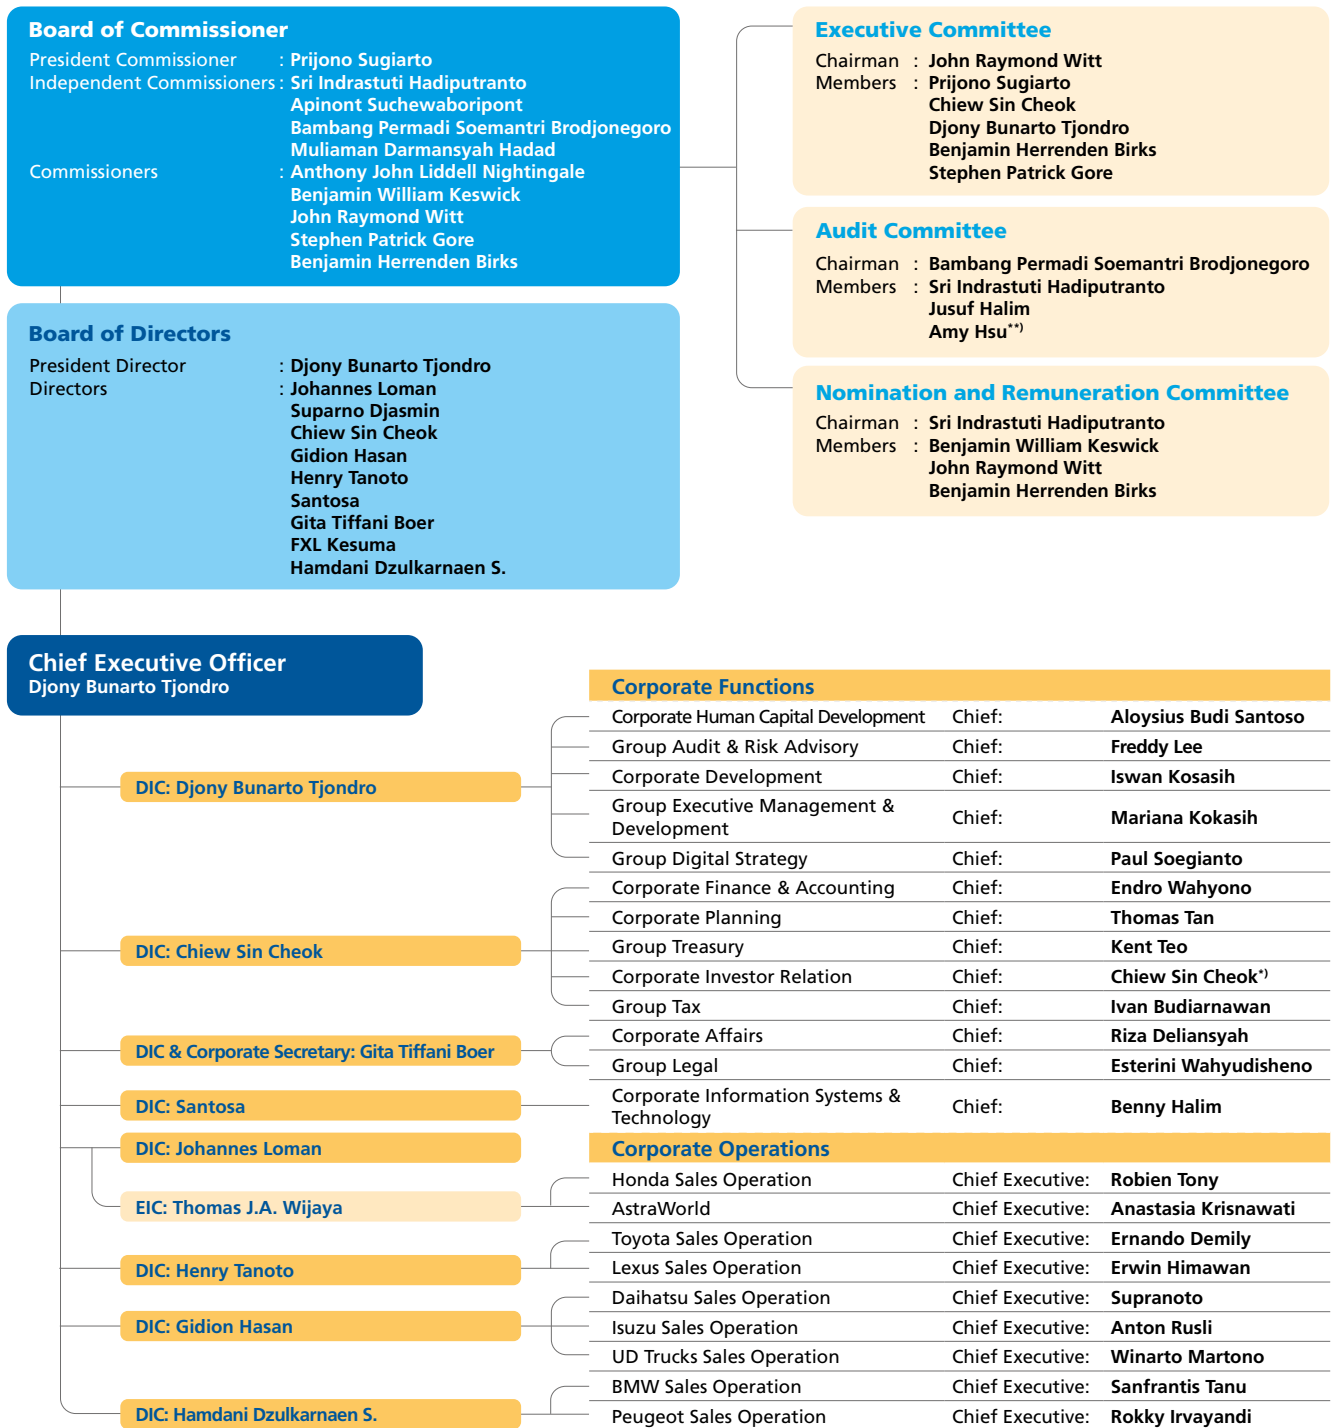 Board of Commissioner
President Commissioner : Prijono Sugiarto
Independent Commissioners : Sri Indrastuti Hadiputranto
Apinont Suchewaboripont
Bambang Permadi Soemantri Brodjonegoro
Muliaman Darmansyah Hadad
Commissioners : Anthony John Liddell Nightingale
Benjamin William Keswick
John Raymond Witt
Stephen Patrick Gore
Benjamin Herrenden Birks
Executive Committee
Chairman : John Raymond Witt
Members : Prijono Sugiarto
Chiew Sin Cheok
Djony Bunarto Tjondro
Benjamin Herrenden Birks
Stephen Patrick Gore
Audit Committee
Chairman : Bambang Permadi Soemantri Brodjonegoro
Members : Sri Indrastuti Hadiputranto
Jusuf Halim
Amy Hsu**)
Nomination and Remuneration Committee
Chairman : Sri Indrastuti Hadiputranto
Members : Benjamin William Keswick
John Raymond Witt
Benjamin Herrenden Birks
Board of Directors
President Director : Djony Bunarto Tjondro
Directors : Johannes Loman
Suparno Djasmin
Chiew Sin Cheok
Gidion Hasan
Henry Tanoto
Santosa
Gita Tiffani Boer
FXL Kesuma
Hamdani Dzulkarnaen S.
Chief Executive Officer
Djony Bunarto Tjondro
Corporate Functions
DIC: Djony Bunarto Tjondro
Corporate Human Capital Development Chief: Aloysius Budi Santoso
Group Audit & Risk Advisory Chief: Freddy Lee
Corporate Development Chief: Iswan Kosasih
Group Executive Management &
Development Chief: Mariana Kokasih
Group Digital Strategy Chief: Paul Soegianto
DIC: Chiew Sin Cheok
Corporate Finance & Accounting Chief: Endro Wahyono
Corporate Planning Chief: Thomas Tan
Group Treasury Chief: Kent Teo
Corporate Investor Relation Chief: Chiew Sin Cheok*)
Group Tax Chief: Ivan Budiarnawan
DIC & Corporate Secretary: Gita Tiffani Boer
Corporate Affairs Chief: Riza Deliansyah
Group Legal Chief: Esterini Wahyudisheno
DIC: Santosa
Corporate Information Systems &
Technology Chief: Benny Halim
DIC: Johannes Loman
Corporate Operations
EIC: Thomas J.A. Wijaya
Honda Sales Operation Chief Executive: Robien Tony
AstraWorld Chief Executive: Anastasia Krisnawati
DIC: Henry Tanoto
Toyota Sales Operation Chief Executive: Ernando Demily
Lexus Sales Operation Chief Executive: Erwin Himawan
DIC: Gidion Hasan
Daihatsu Sales Operation Chief Executive: Supranoto
Isuzu Sales Operation Chief Executive: Anton Rusli
UD Trucks Sales Operation Chief Executive: Winarto Martono
DIC: Hamdani Dzulkarnaen S.
BMW Sales Operation Chief Executive: Sanfrantis Tanu
Peugeot Sales Operation Chief Executive: Rokky Irvayandi